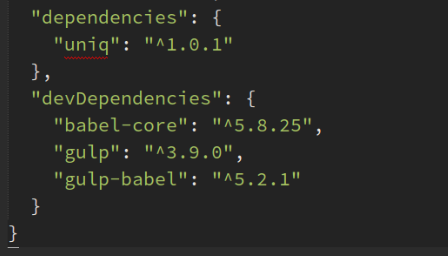 "dependencies": {
"uniq": "^1.0.1"
},
"devDependencies": {
"babel-core": "^5.8.25",
"gulp": "^3.9.0",
"gulp-babel": "^5.2.1"
}
}